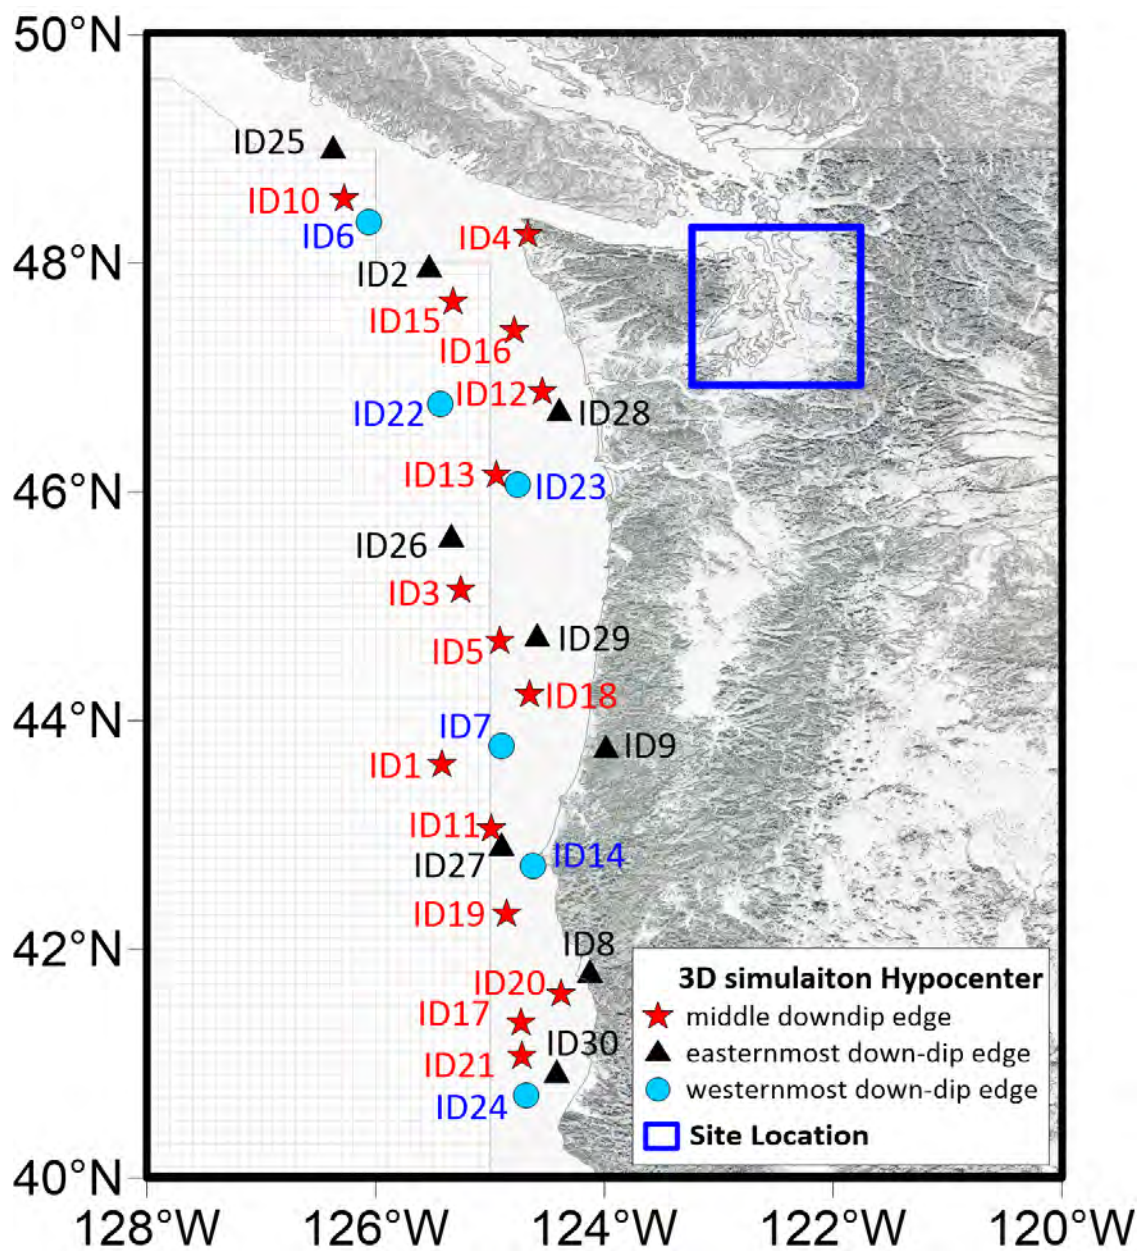 50°N
ID25
ID10
ID6
ID4
48°N
ID2
ID15
ID16
ID12
ID22
ID28
ID13
46°N
ID23
ID26
ID3
ID29
ID5
ID18
44°N
ID7
ID9
ID1
ID11
ID14
ID27
ID19
42°N
ID8
ID20
ID17
ID30
ID21
ID24
3D simulaiton Hypocenter
middle downdip edge
easternmost down-dip edge
westernmost down-dip edge
Site Location
40°N
128°W 126°W 124°W 122°W 120°W